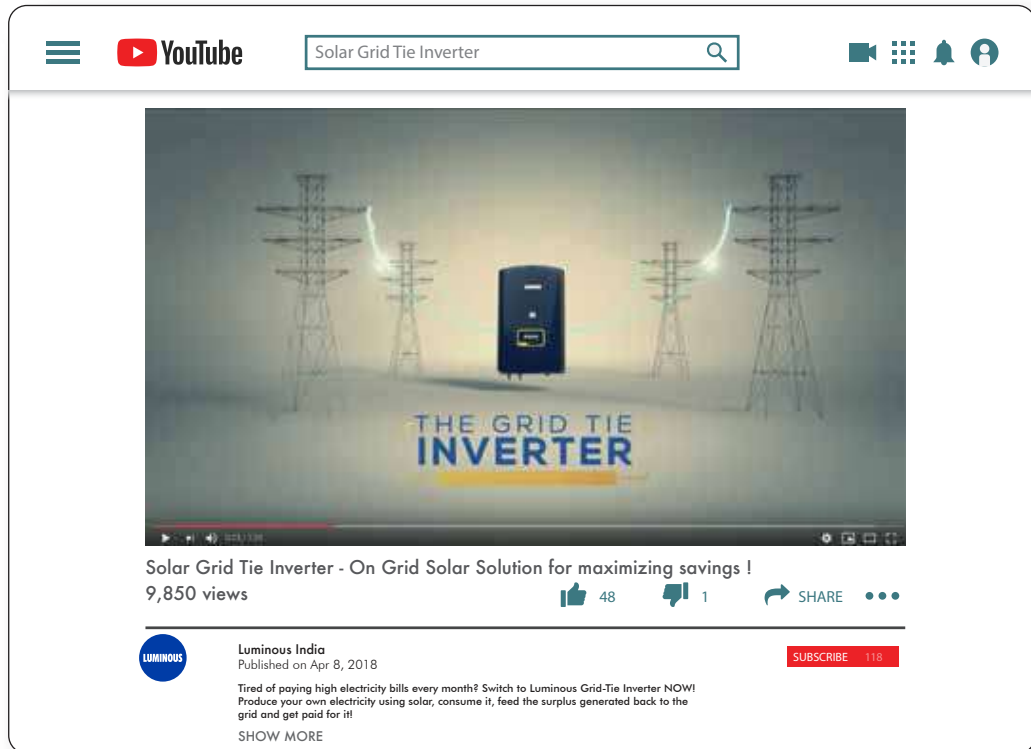 YouTube
Solar Grid Tie Inverter
THE GRID TIE
INVERTER
Solar Grid Tie Inverter - On Grid Solar Solution for maximizing savings !
9,850 views
48
1
SHARE
LUMINOUS
Luminous India
Published on Apr 8, 2018
SUBSCRIBE 118
Tired of paying high electricity bills every month? Switch to Luminous Grid-Tie Inverter NOW!
Produce your own electricity using solar, consume it, feed the surplus generated back to the
grid and get paid for it!
SHOW MORE